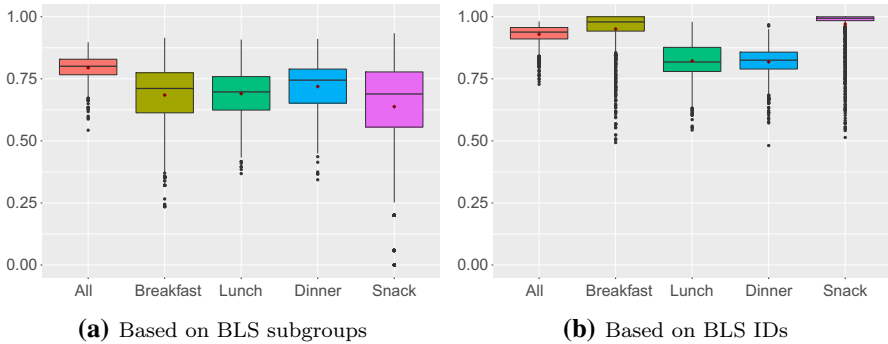 1.00
0.75
0.50
0.25
0.00
All Breakfast Lunch Dinner Snack
(a) Based on BLS subgroups
1.00
0.75
0.50
0.25
0.00
All Breakfast Lunch Dinner Snack
(b) Based on BLS IDs